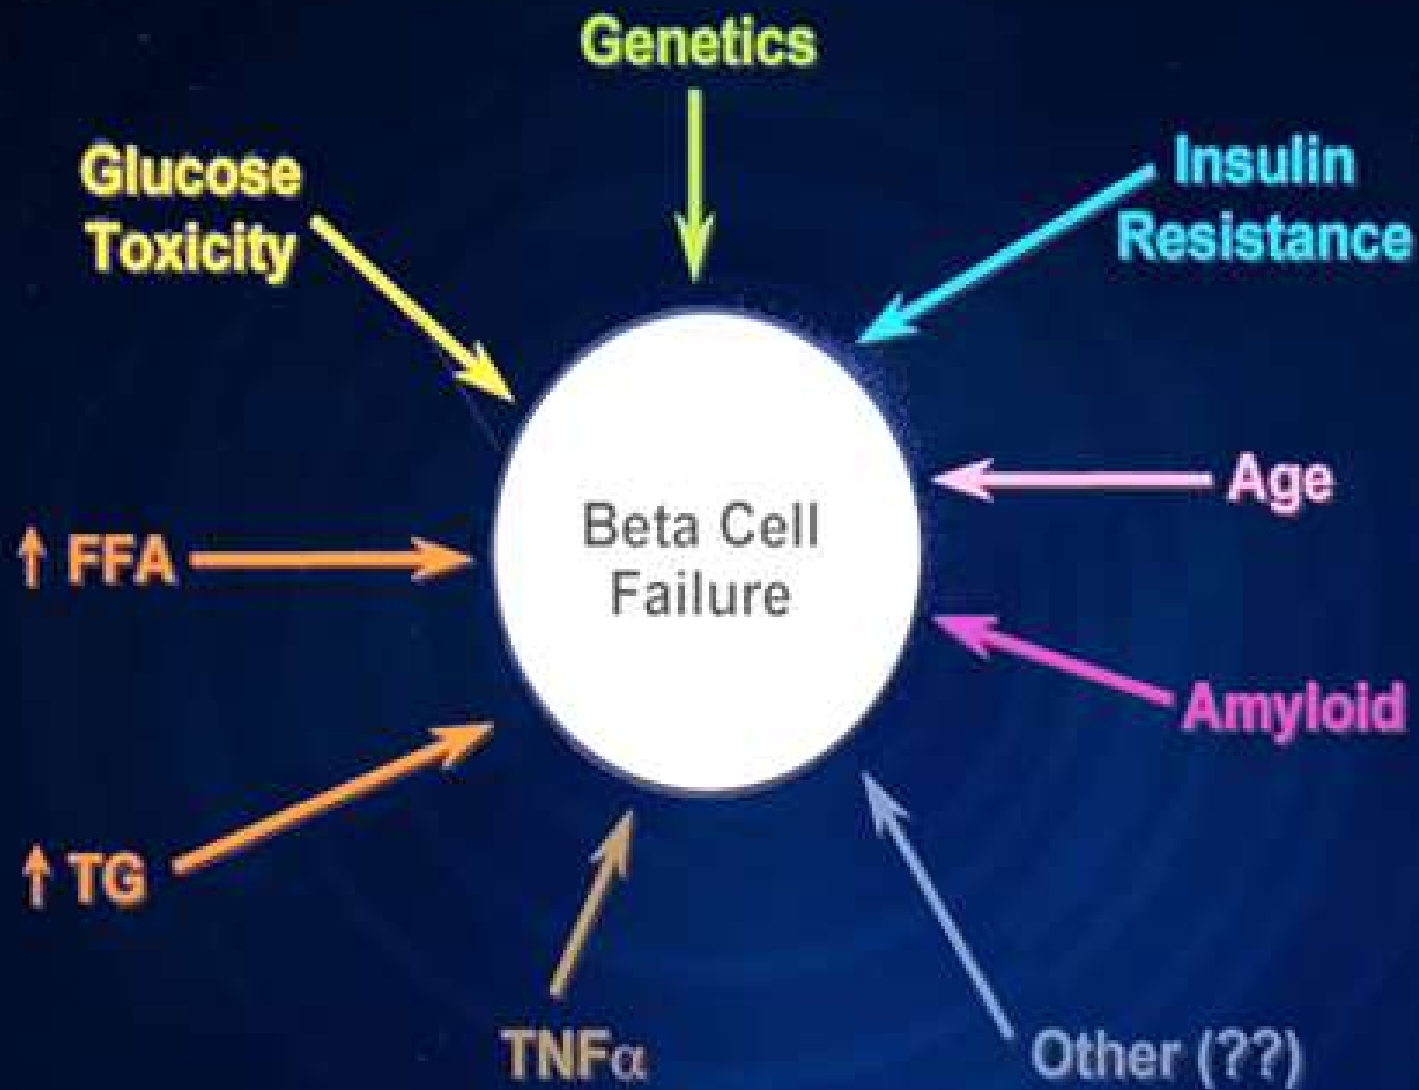 Genetics
Glucose
Toxicity
Insulin
Resistance
Age
↑ FFA
Beta Cell
Failure
Amyloid
↑ TG
TNFα
Other (??)